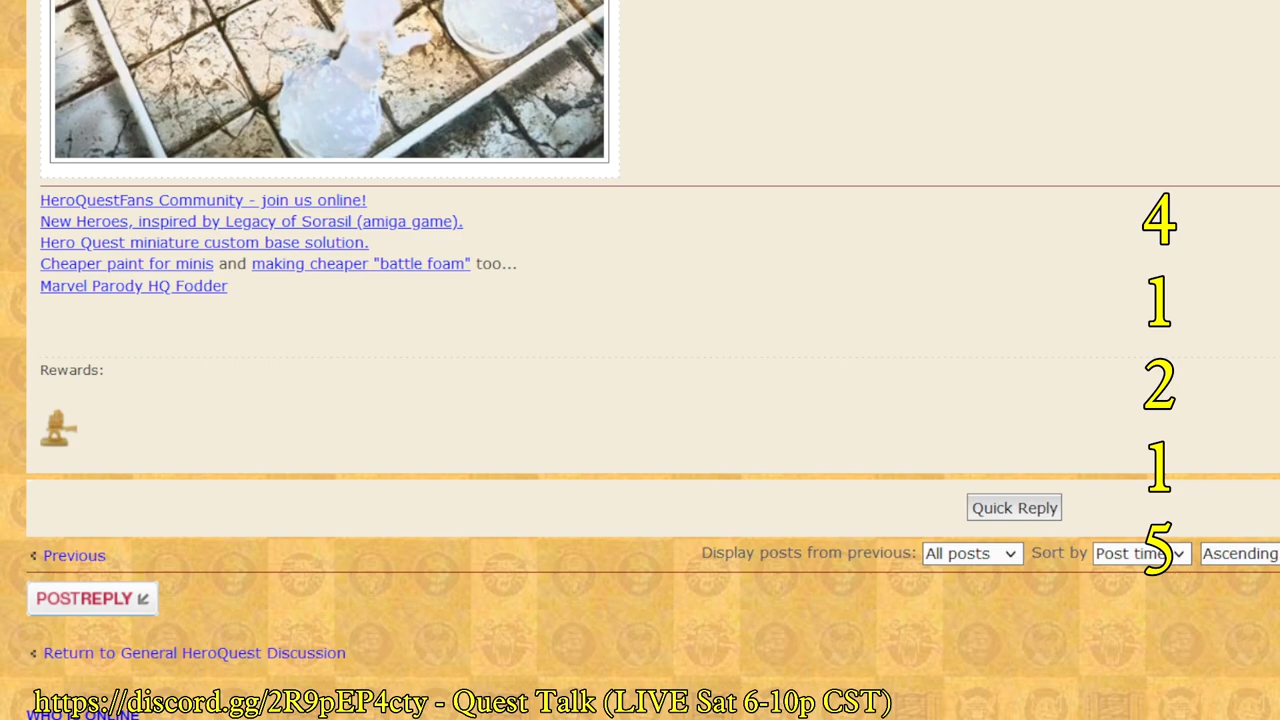 HeroQuestFans Community - join us online!
New Heroes, inspired by Legacy of Sorasil (amiga game).
Hero Quest miniature custom base solution.
Cheaper paint for minis and making cheaper "battle foam" too...
Marvel Parody HQ Fodder
Rewards:
4
1
2
1
5
Quick Reply
Previous
Display posts from previous: All posts Sort by Post time Ascending
POSTREPLY
Return to General HeroQuest Discussion
https://discord.gg/2R9pEP4cty - Quest Talk (LIVE Sat 6-10p CST)
WHO IS ONLINE